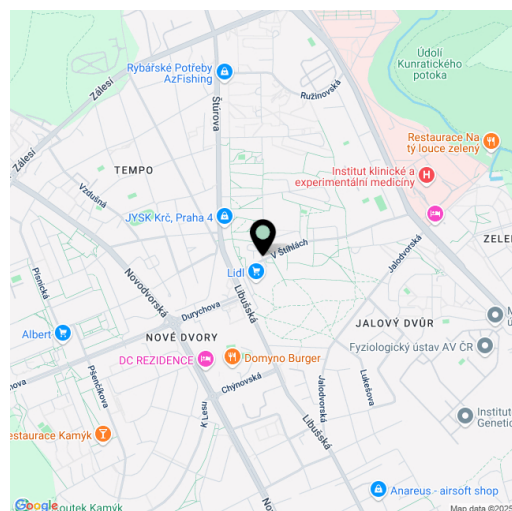 Údolí
Kunratického
potoka
Rybářské Potřeby
AzFishing
Zálesí
Ružinovská
Štúrova
Restaurace Na
tý louce zelený
Zálesí
TEMPO
Institut klinické a
experimentální medicíny
Vzdušná
JYSK Krč, Praha 4
ZELE
V Štíhlách
Jalodvorská
Písnická
Novodvorská
Lidl
Libušská
Durychova
Albert
NOVÉ DVORY
JALOVÝ DVŮR
Fyziologický ústav AV ČR
DC REZIDENCE
Domyno Burger
Chýnovská
Pšenčíkova
Jalodvorská
Lukešova
K Lesu
Libušská
Institut
Genetic
estaurace Kamýk
Anareus - airsoft shop
Google
outek Kamýk
Map data ©2025